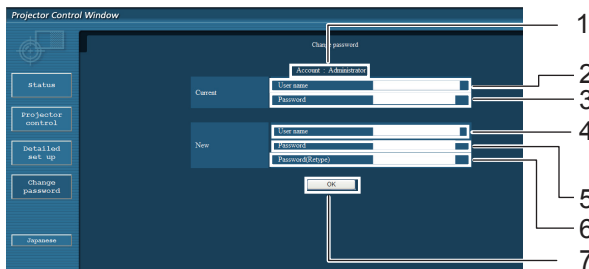 Projector Control Window
Change password
1
Account : Administrator
Status
Current
User name
2
Password
3
Projector
control
New
User name
4
Detailed
set up
Password
5
Password(Retype)
6
Change
password
OK
7
Japanese